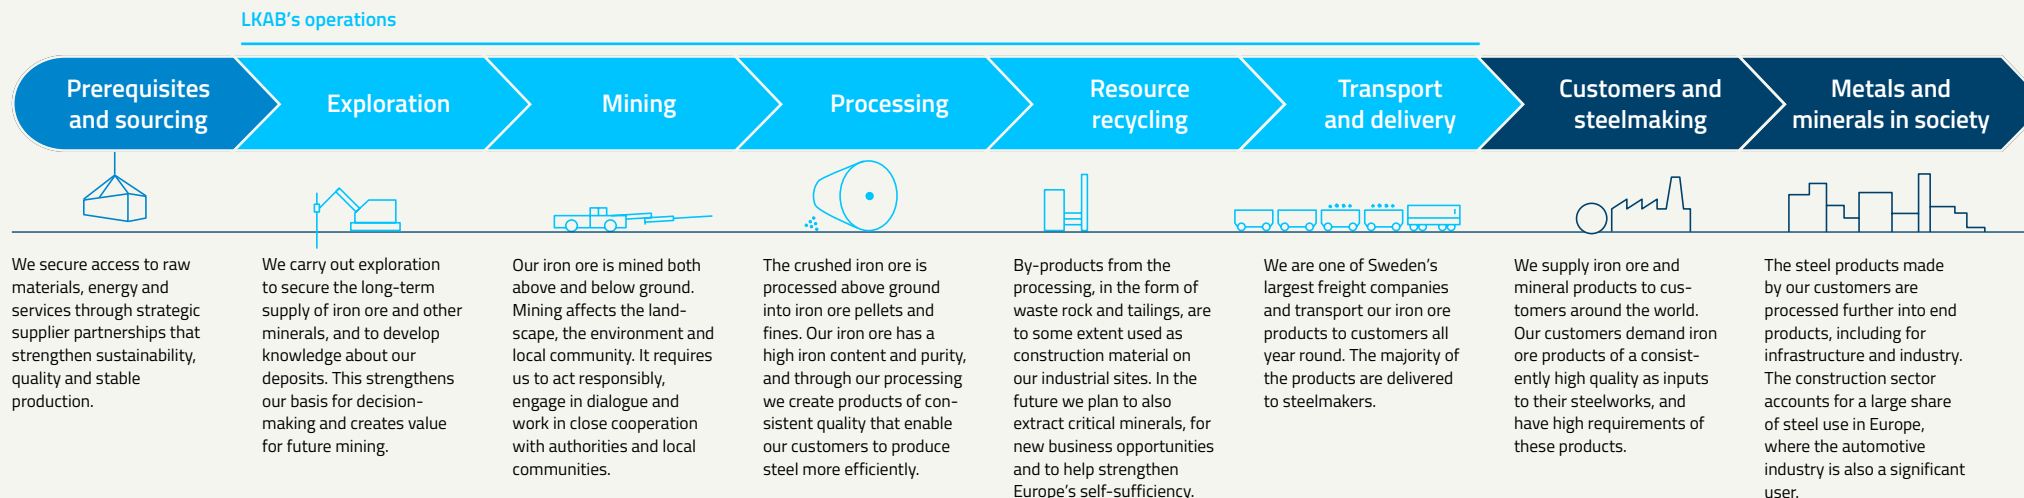 LKAB's operations
Prerequisites
and sourcing
Exploration
Mining
Processing
Resource
recycling
Transport
and delivery
Customers and
steelmaking
Metals and
minerals in society
We secure access to raw
materials, energy and
services through strategic
supplier partnerships that
strengthen sustainability,
quality and stable
production.
We carry out exploration
to secure the long-term
supply of iron ore and other
minerals, and to develop
knowledge about our
deposits. This strengthens
our basis for decision-
making and creates value
for future mining.
Our iron ore is mined both
above and below ground.
Mining affects the land-
scape, the environment and
local community. It requires
us to act responsibly,
engage in dialogue and
work in close cooperation
with authorities and local
communities.
The crushed iron ore is
processed above ground
into iron ore pellets and
fines. Our iron ore has a
high iron content and purity,
and through our processing
we create products of con-
sistent quality that enable
our customers to produce
steel more efficiently.
By-products from the
processing, in the form of
waste rock and tailings, are
to some extent used as
construction material on
our industrial sites. In the
future we plan to also
extract critical minerals, for
new business opportunities
and to help strengthen
Europe's self-sufficiency.
We are one of Sweden's
largest freight companies
and transport our iron ore
products to customers all
year round. The majority of
the products are delivered
to steelmakers.
We supply iron ore and
mineral products to cus-
tomers around the world.
Our customers demand iron
ore products of a consist-
ently high quality as inputs
to their steelworks, and
have high requirements of
these products.
The steel products made
by our customers are
processed further into end
products, including for
infrastructure and industry.
The construction sector
accounts for a large share
of steel use in Europe,
where the automotive
industry is also a significant
user.